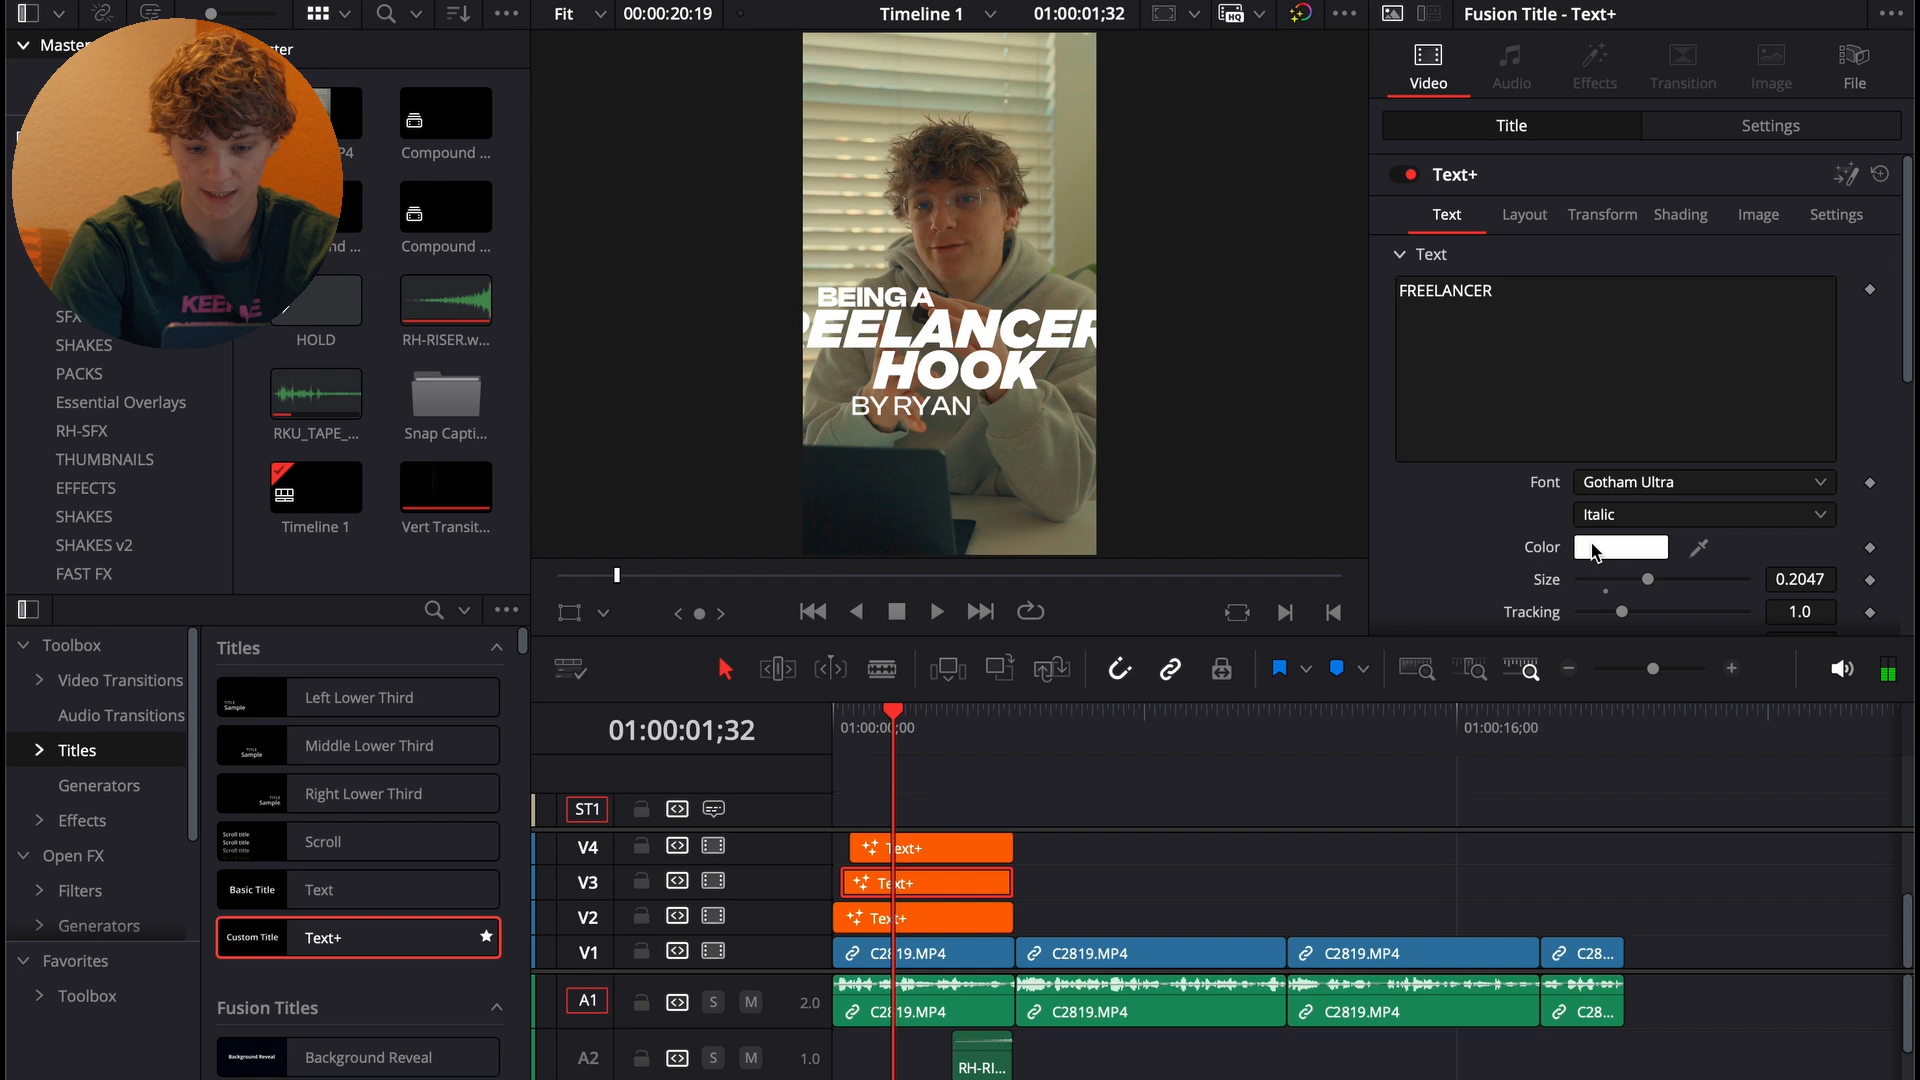 Fit
00:00:20:19
Timeline 1
01:00:01;32
Fusion Title - Text+
Master
ter
Video
Audio
Effects
Transition
Image
File
Title
Settings
P4
Compound ...
Text+
Text
Layout
Transform
Shading
Image
Settings
nd ...
Compound ...
Text
FREELANCER
BEING A
REELANCER
HOOK
BY RYAN
SFX
SHAKES
PACKS
Essential Overlays
RH-SFX
THUMBNAILS
EFFECTS
SHAKES
SHAKES v2
FAST FX
HOLD
RH-RISER.w...
RKU_TAPE_...
Snap Capti...
Timeline 1
Vert Transit...
Font
Gotham Ultra
Italic
Color
Size
0.2047
Tracking
1.0
Toolbox
Video Transitions
Audio Transitions
Titles
Generators
Effects
Open FX
Filters
Generators
Favorites
Toolbox
Titles
Left Lower Third
Middle Lower Third
Right Lower Third
Scroll
Basic Title
Text
Custom Title
Text+
Fusion Titles
Background Reveal
Background Reveal
01:00:01;32
01:00:00;00
01:00:16;00
ST1
V4
Text+
V3
Text+
V2
Text+
V1
C2819.MP4
C2819.MP4
C2819.MP4
C28...
A1
S
M
2.0
C2819.MP4
C2819.MP4
C2819.MP4
C28...
A2
S
M
1.0
RH-RI...